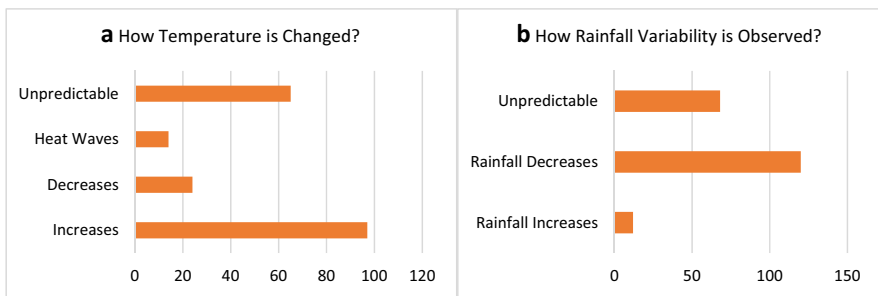 a How Temperature is Changed?
Unpredictable
Heat Waves
Decreases
Increases
0 20 40 60 80 100 120
b How Rainfall Variability is Observed?
Unpredictable
Rainfall Decreases
Rainfall Increases
0 50 100 150